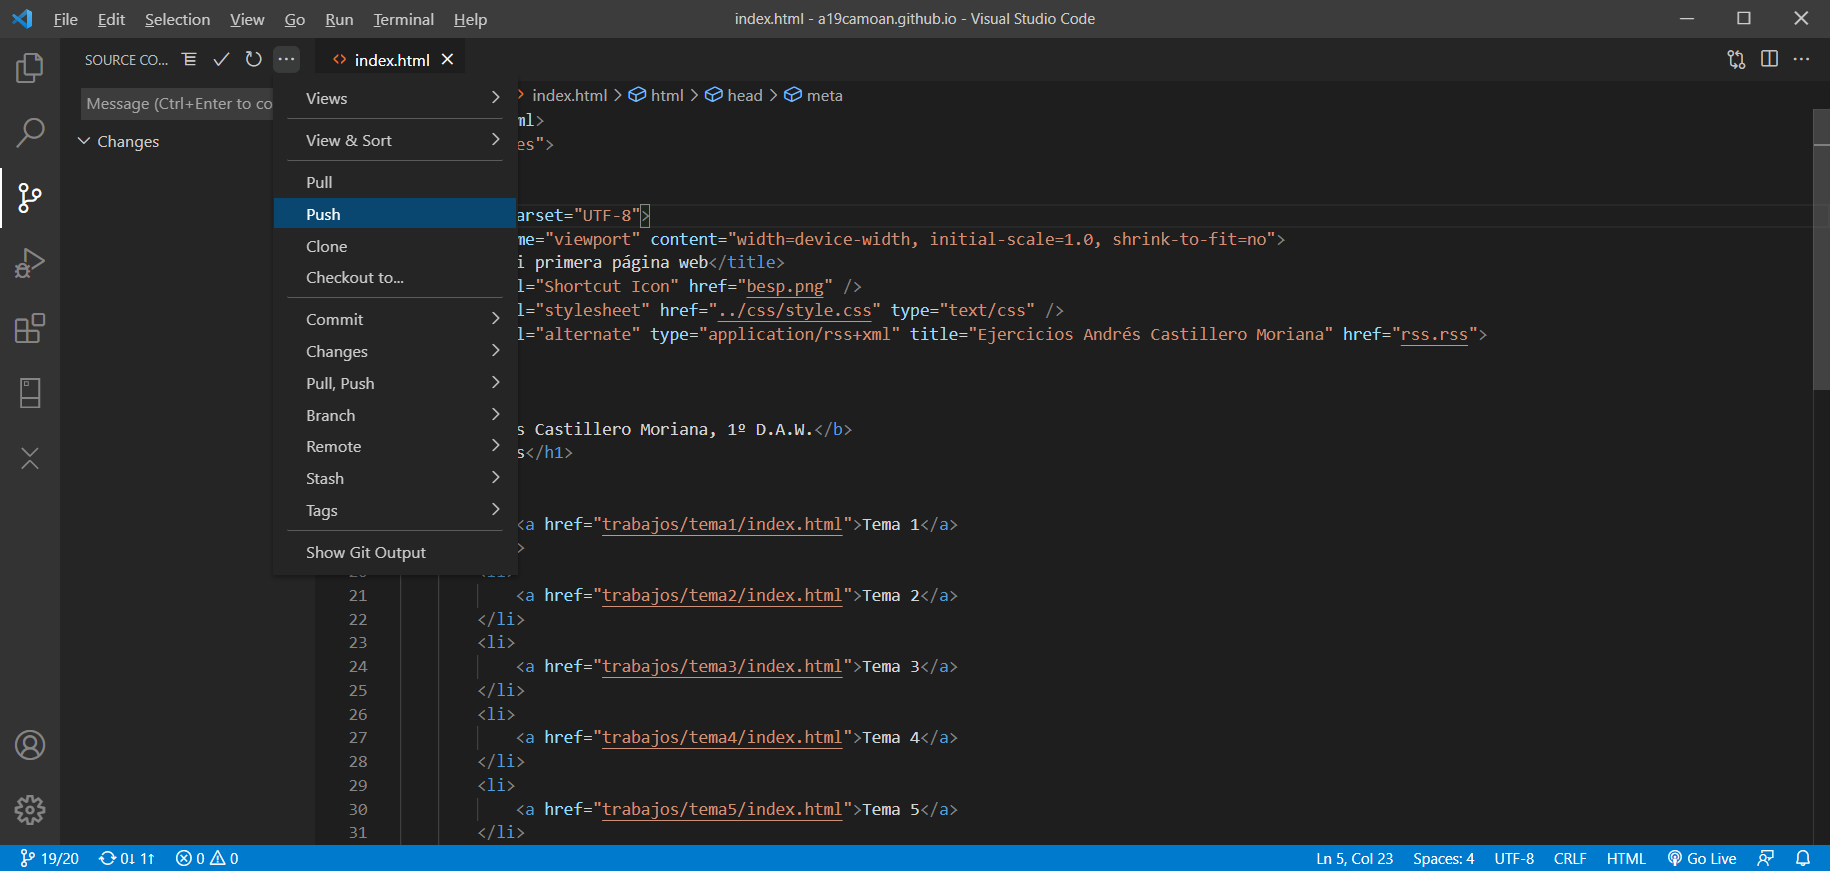 File Edit Selection View Go Run Terminal Help
index.html - a19camoan.github.io - Visual Studio Code
SOURCE CO...
index.html
Message (Ctrl+Enter to co
Changes
Views
View & Sort
Pull
Push
Clone
Checkout to...
Commit
Changes
Pull, Push
Branch
Remote
Stash
Tags
Show Git Output
index.html > html > head > meta
ml>
es">
arset="UTF-8">
me="viewport" content="width=device-width, initial-scale=1.0, shrink-to-fit=no">
i primera página web</title>
l="Shortcut Icon" href="besp.png" />
l="stylesheet" href="../css/style.css" type="text/css" />
l="alternate" type="application/rss+xml" title="Ejercicios Andrés Castillero Moriana" href="rss.rss">
s Castillero Moriana, 1º D.A.W.</b>
s</h1>
<a href="trabajos/tema1/index.html">Tema 1</a>
>
21 <a href="trabajos/tema2/index.html">Tema 2</a>
22 </li>
23 <li>
24 <a href="trabajos/tema3/index.html">Tema 3</a>
25 </li>
26 <li>
27 <a href="trabajos/tema4/index.html">Tema 4</a>
28 </li>
29 <li>
30 <a href="trabajos/tema5/index.html">Tema 5</a>
31 </li>
19/20 0↓ 1↑ 0 0 Ln 5, Col 23 Spaces: 4 UTF-8 CRLF HTML Go Live